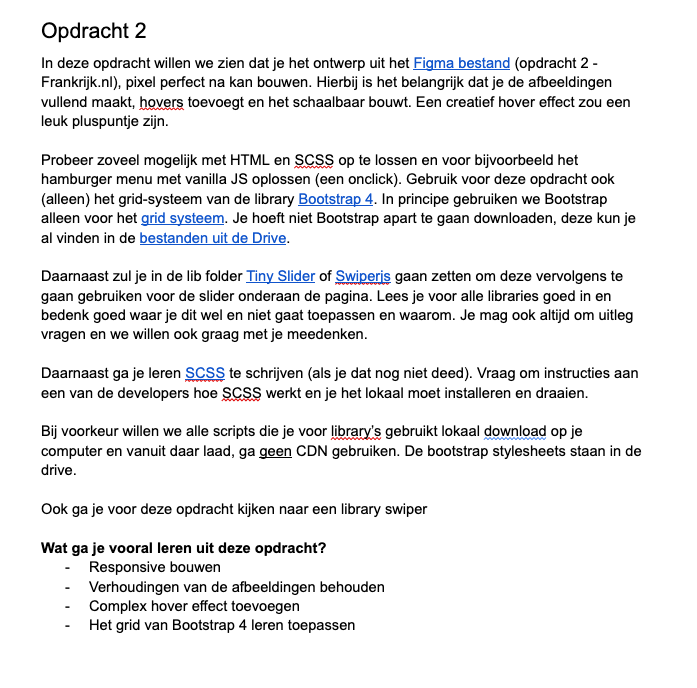 Opdracht 2
In deze opdracht willen we zien dat je het ontwerp uit het Figma bestand (opdracht 2 -
Frankrijk.nl), pixel perfect na kan bouwen. Hierbij is het belangrijk dat je de afbeeldingen
vullend maakt, hovers toevoegt en het schaalbaar bouwt. Een creatief hover effect zou een
leuk pluspuntje zijn.
Probeer zoveel mogelijk met HTML en SCSS op te lossen en voor bijvoorbeeld het
hamburger menu met vanilla JS oplossen (een onclick). Gebruik voor deze opdracht ook
(alleen) het grid-systeem van de library Bootstrap 4. In principe gebruiken we Bootstrap
alleen voor het grid systeem. Je hoeft niet Bootstrap apart te gaan downloaden, deze kun je
al vinden in de bestanden uit de Drive.
Daarnaast zul je in de lib folder Tiny Slider of Swiperjs gaan zetten om deze vervolgens te
gaan gebruiken voor de slider onderaan de pagina. Lees je voor alle libraries goed in en
bedenk goed waar je dit wel en niet gaat toepassen en waarom. Je mag ook altijd om uitleg
vragen en we willen ook graag met je meedenken.
Daarnaast ga je leren SCSS te schrijven (als je dat nog niet deed). Vraag om instructies aan
een van de developers hoe SCSS werkt en je het lokaal moet installeren en draaien.
Bij voorkeur willen we alle scripts die je voor library's gebruikt lokaal download op je
computer en vanuit daar laad, ga geen CDN gebruiken. De bootstrap stylesheets staan in de
drive.
Ook ga je voor deze opdracht kijken naar een library swiper
Wat ga je vooral leren uit deze opdracht?
- Responsive bouwen
- Verhoudingen van de afbeeldingen behouden
- Complex hover effect toevoegen
- Het grid van Bootstrap 4 leren toepassen